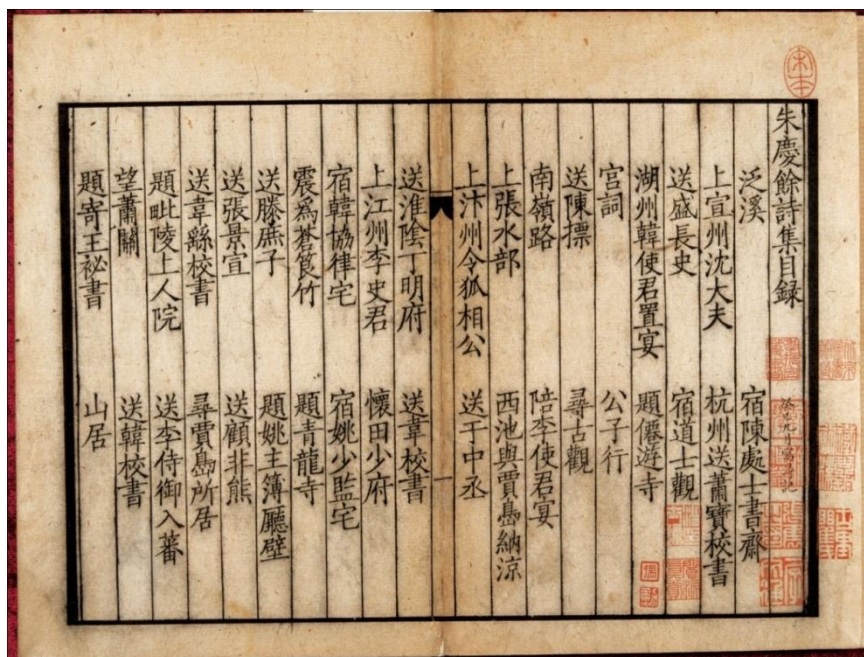 朱慶餘詩集目録
泛溪 宿陳處士書齋
上宣州沈大夫 杭州送蕭寶校書
送盛長史 宿道士觀
湖州韓使君置宴 題僊遊寺
宮詞 公子行
送陳摽 尋古觀
南嶺路 陪李使君宴
上張水部 西池與賈島納涼
上汴州令狐相公 送于中丞
一
送淮陰丁明府 送韋校書
上江州李史君 懷田少府
宿韓協律宅 宿姚少監宅
震爲蒼筤竹 題青龍寺
送滕庶子 題姚主簿廳壁
送張景宣 送顧非熊
送韋繇校書 尋賈島所居
題毗陵上人院 送李侍御入蕃
望蕭關 送韓校書
題寄王祕書 山居
宋本